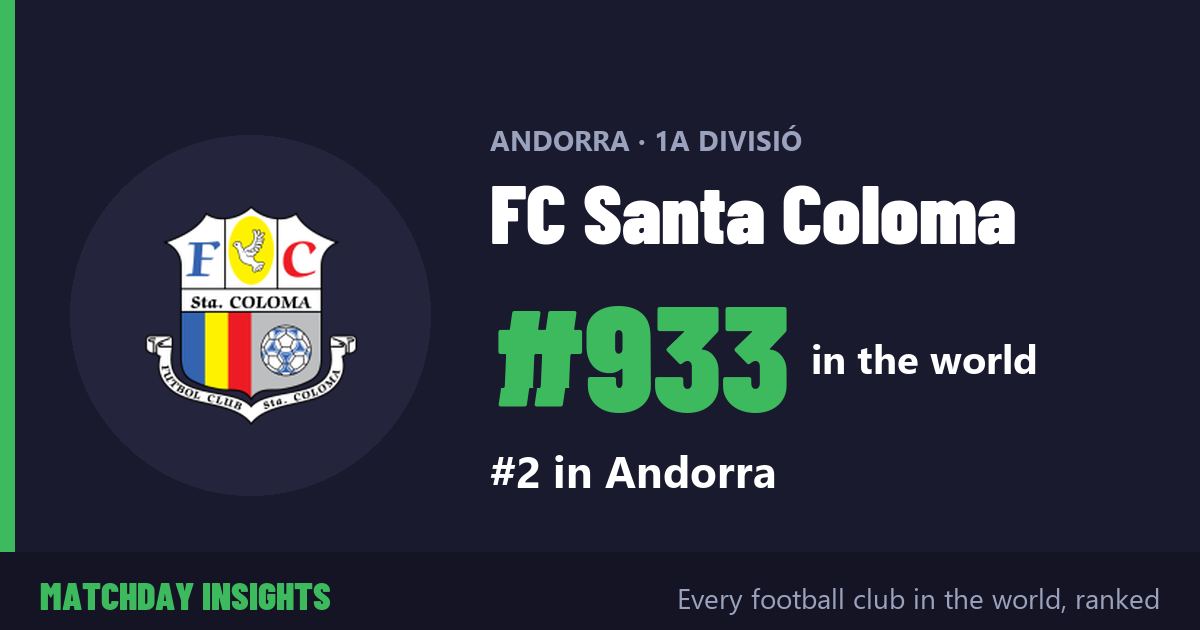 ANDORRA · 1A DIVISIÓ
FC Santa Coloma
#933 in the world
#2 in Andorra
F C
Sta. COLOMA
FUTBOL CLUB Sta. COLOMA
MATCHDAY INSIGHTS
Every football club in the world, ranked